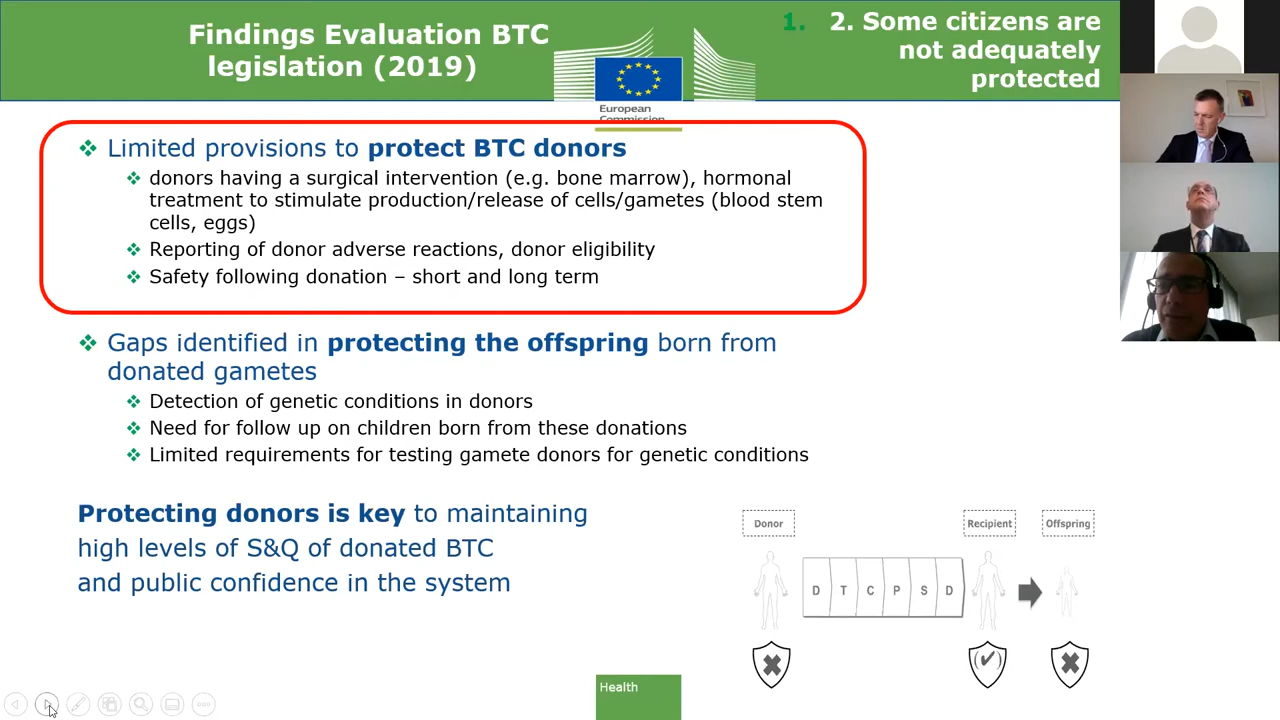 Findings Evaluation BTC
legislation (2019)
1. 2. Some citizens are
not adequately
protected
European
Commission
Limited provisions to protect BTC donors
donors having a surgical intervention (e.g. bone marrow), hormonal
treatment to stimulate production/release of cells/gametes (blood stem
cells, eggs)
Reporting of donor adverse reactions, donor eligibility
Safety following donation – short and long term
Gaps identified in protecting the offspring born from
donated gametes
Detection of genetic conditions in donors
Need for follow up on children born from these donations
Limited requirements for testing gamete donors for genetic conditions
Protecting donors is key to maintaining
high levels of S&Q of donated BTC
and public confidence in the system
Donor
Recipient
Offspring
D T C P S D
Health